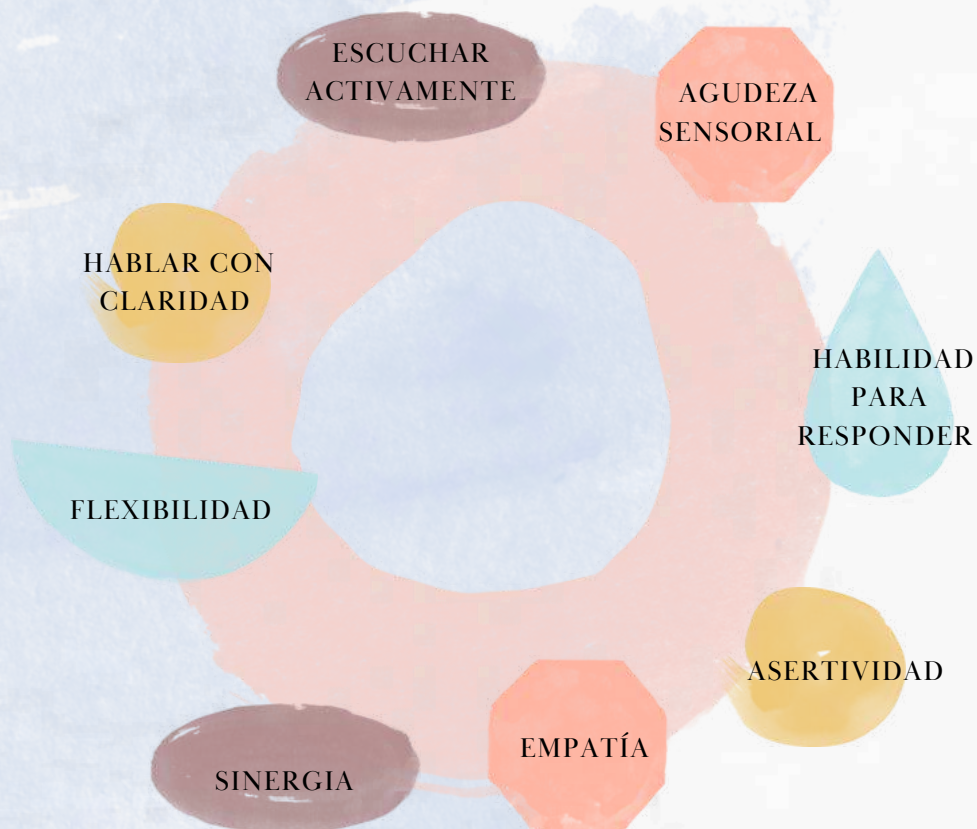 ESCUCHAR
ACTIVAMENTE
AGUDEZA
SENSORIAL
HABLAR CON
CLARIDAD
HABILIDAD
PARA
RESPONDER
FLEXIBILIDAD
ASERTIVIDAD
EMPATÍA
SINERGIA